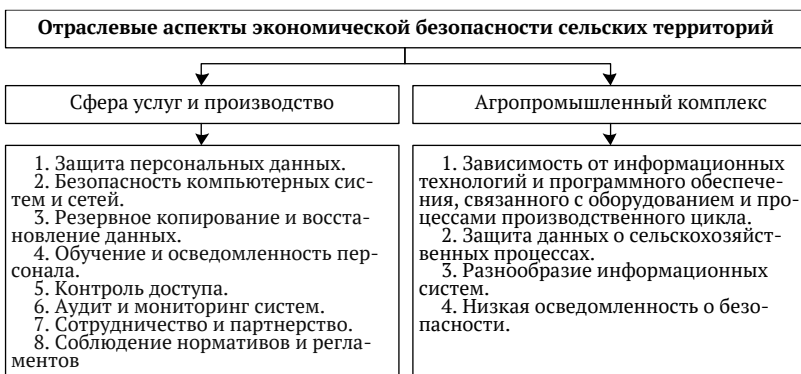 Отраслевые аспекты экономической безопасности сельских территорий
Сфера услуг и производство
1. Защита персональных данных.
2. Безопасность компьютерных сис-
тем и сетей.
3. Резервное копирование и восста-
новление данных.
4. Обучение и осведомленность пер-
сонала.
5. Контроль доступа.
6. Аудит и мониторинг систем.
7. Сотрудничество и партнерство.
8. Соблюдение нормативов и регла-
ментов
Агропромышленный комплекс
1. Зависимость от информационных
технологий и программного обеспече-
ния, связанного с оборудованием и про-
цессами производственного цикла.
2. Защита данных о сельскохозяйст-
венных процессах.
3. Разнообразие информационных
систем.
4. Низкая осведомленность о безо-
пасности.